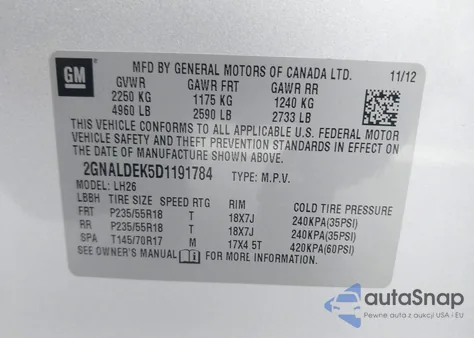 GM
MFD BY GENERAL MOTORS OF CANADA LTD. 11/12
GVWR GAWR FRT GAWR RR
2250 KG 1175 KG 1240 KG
4960 LB 2590 LB 2733 LB
THIS VEHICLE CONFORMS TO ALL APPLICABLE U.S. FEDERAL MOTOR
VEHICLE SAFETY AND THEFT PREVENTION STANDARDS IN EFFECT ON
THE DATE OF MANUFACTURE SHOWN ABOVE.
2GNALDEK5D1191784 TYPE: M.P.V.
MODEL: LH26
LBBH TIRE SIZE SPEED RTG RIM COLD TIRE PRESSURE
FRT P235/55R18 T 18X7J 240KPA(35PSI)
RR P235/55R18 T 18X7J 240KPA(35PSI)
SPA T145/70R17 M 17X4 5T 420KPA(60PSI)
SEE OWNER'S MANUAL i FOR MORE INFORMATION.
autoSnap
Pewne auta z aukcji USA i EU